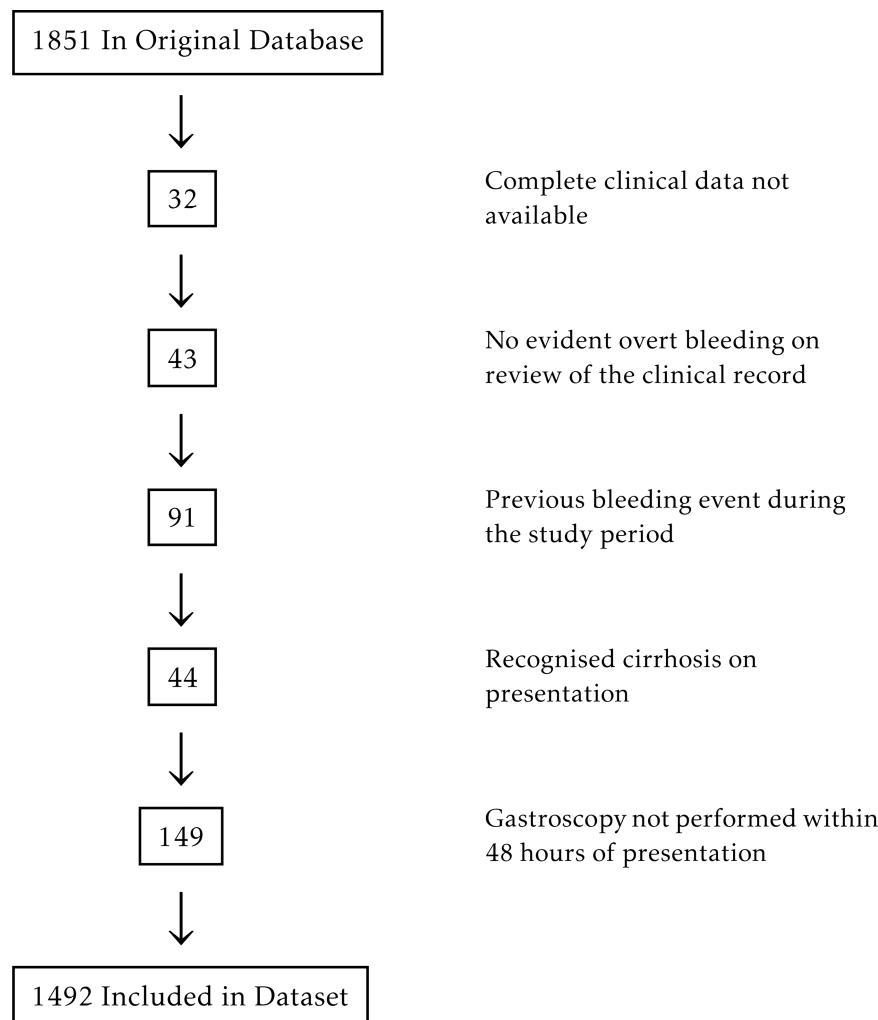 1851 In Original Database
32
Complete clinical data not
available
43
No evident overt bleeding on
review of the clinical record
91
Previous bleeding event during
the study period
44
Recognised cirrhosis on
presentation
149
Gastroscopy not performed within
48 hours of presentation
1492 Included in Dataset